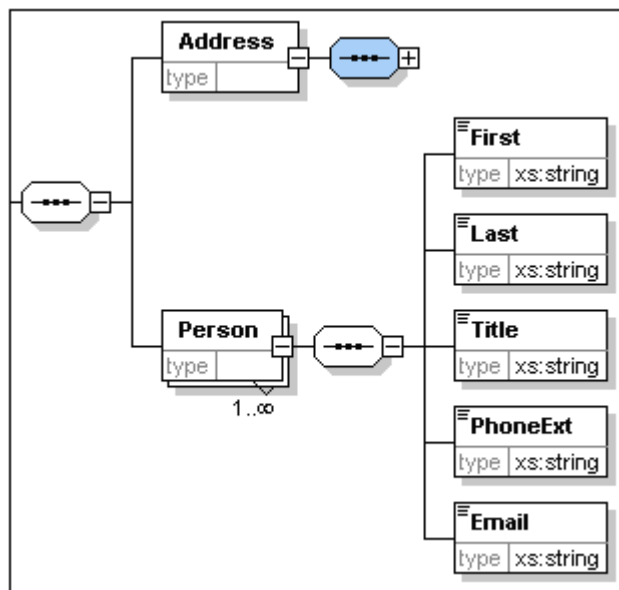 Address
type
First
type xs:string
Last
type xs:string
Person
type
1..∞
Title
type xs:string
PhoneExt
type xs:string
Email
type xs:string